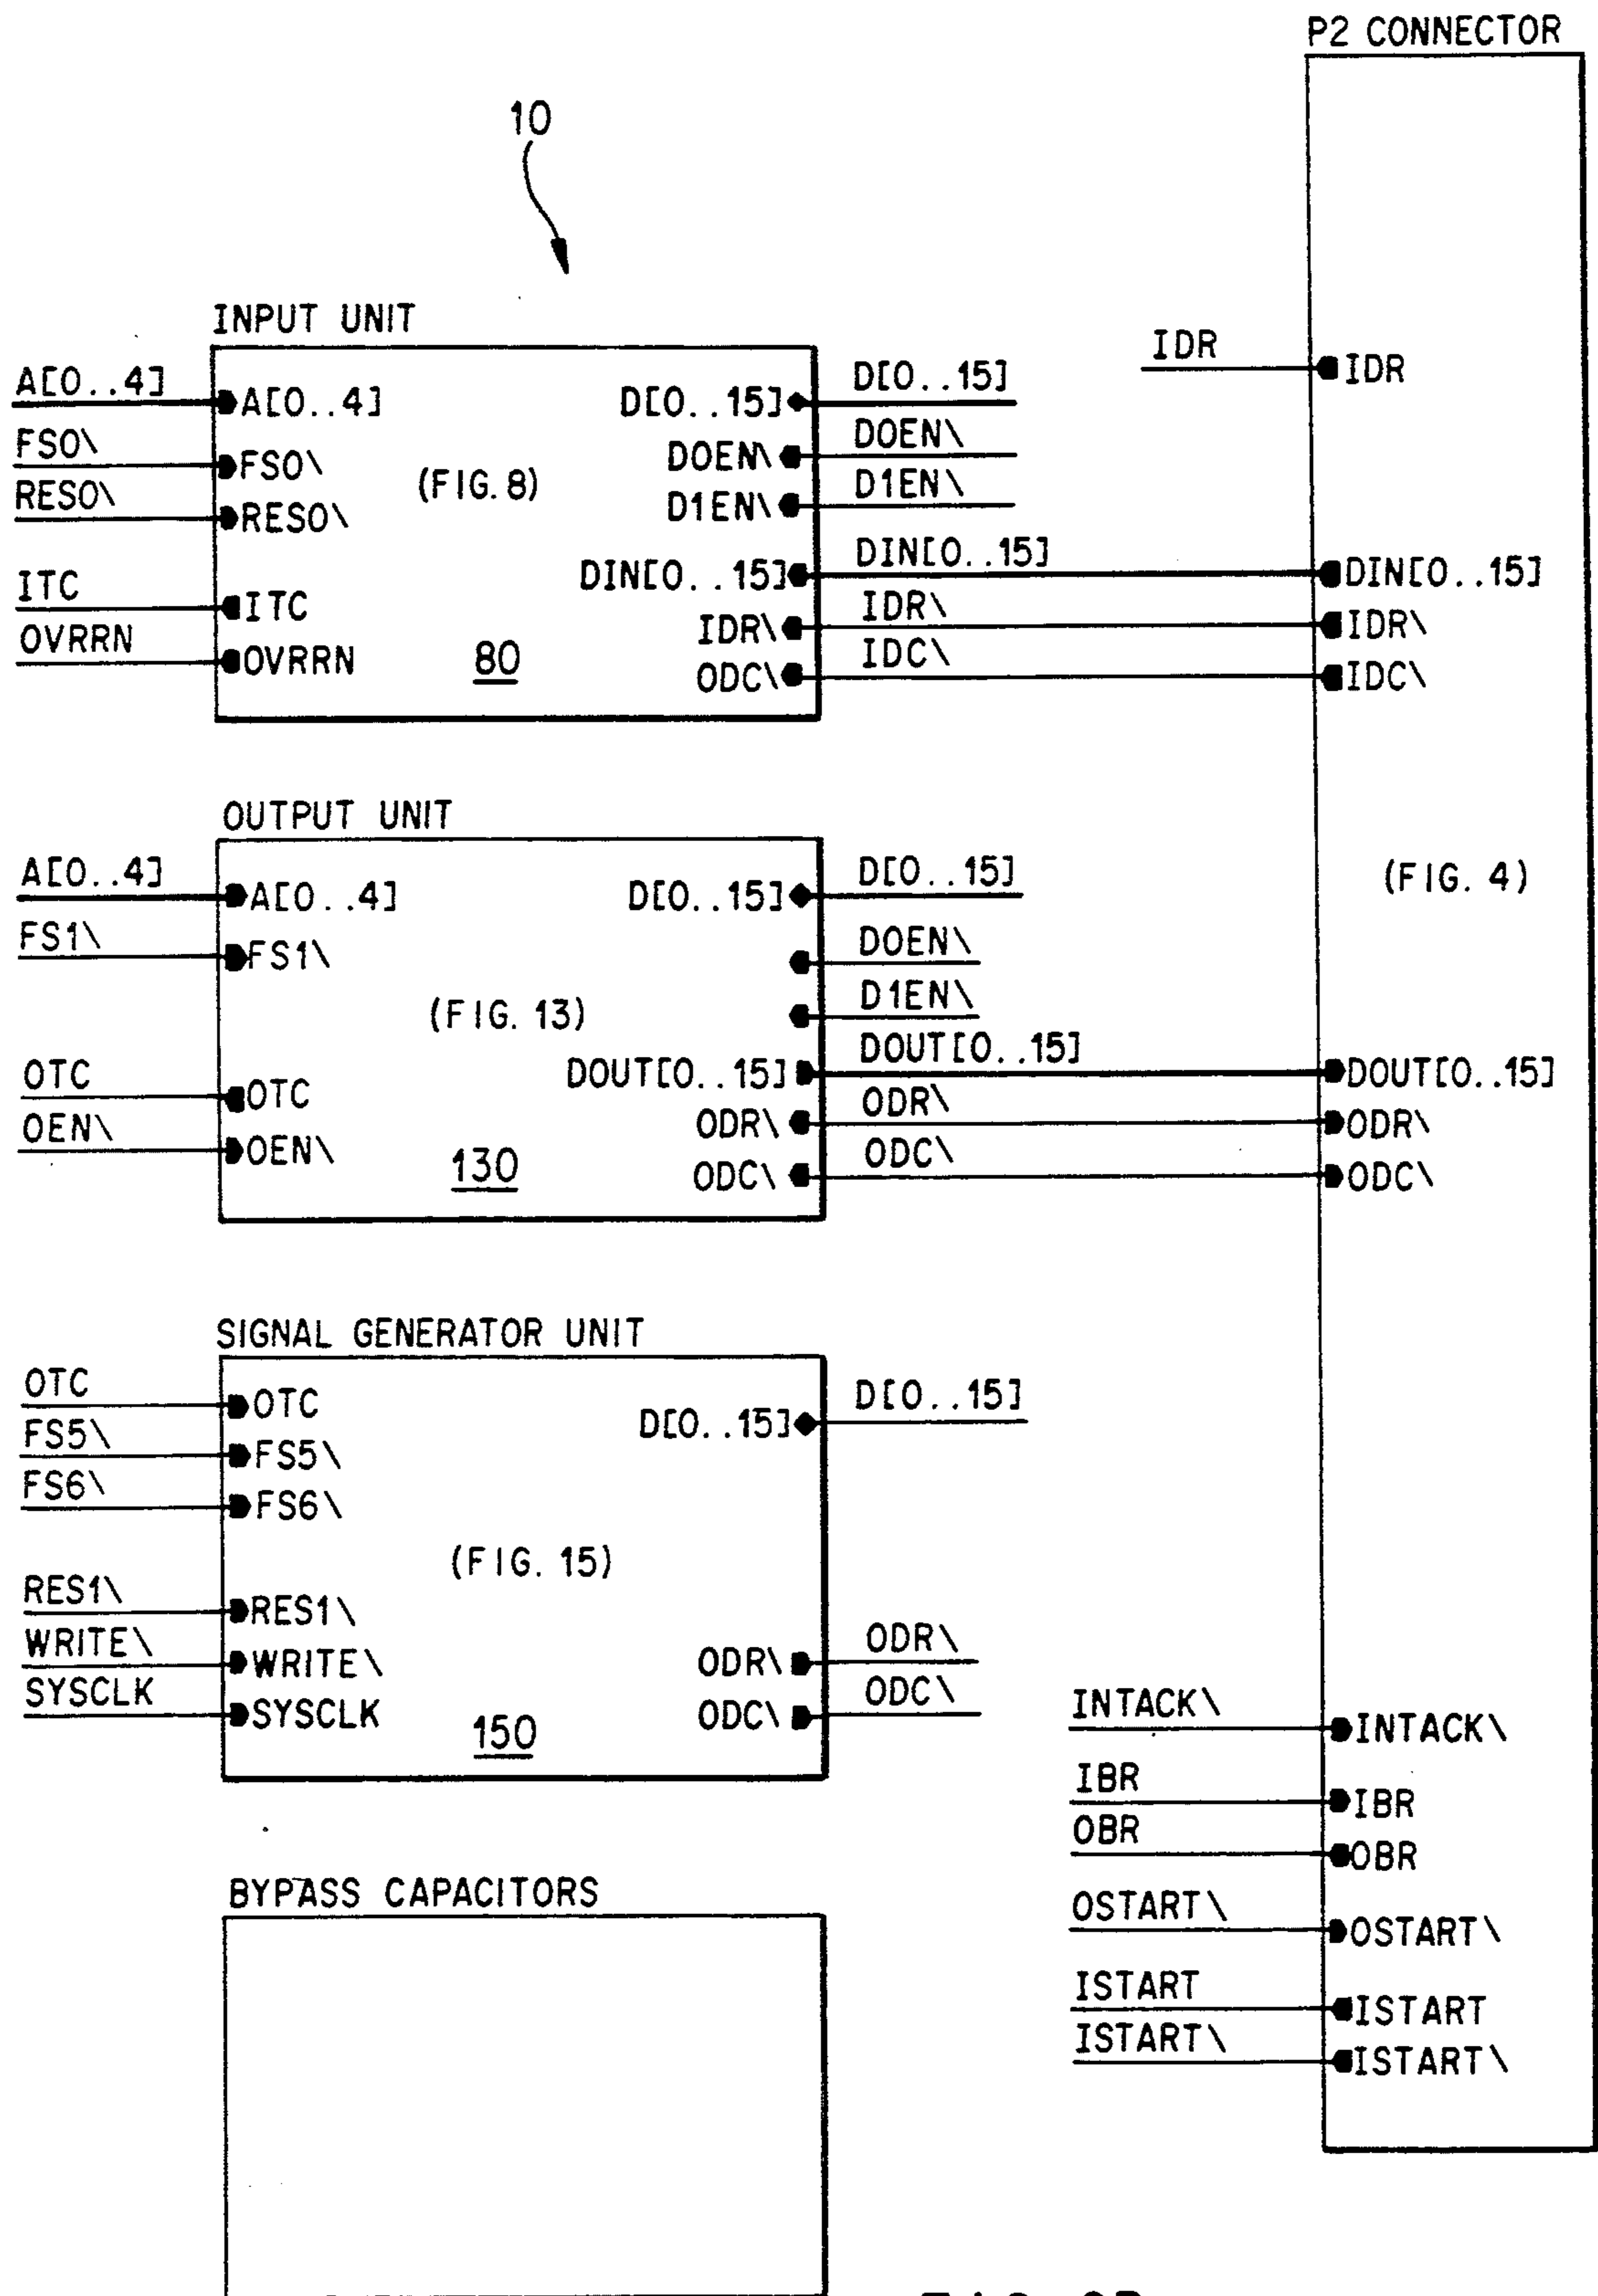 P2 CONNECTOR
10
INPUT UNIT
A[0..4]
FS0\
RES0\
ITC
OVRRN
A[0..4]
FS0\
RES0\
ITC
OVRRN
(FIG. 8)
80
D[0..15]
D0EN\
D1EN\
DIN[0..15]
IDR\
ODC\
D[0..15]
D0EN\
D1EN\
DIN[0..15]
IDR\
IDC\
IDR
IDR
DIN[0..15]
IDR\
IDC\
OUTPUT UNIT
A[0..4]
FS1\
OTC
OEN\
A[0..4]
FS1\
OTC
OEN\
(FIG. 13)
130
D[0..15]
DOUT[0..15]
ODR\
ODC\
D[0..15]
D0EN\
D1EN\
DOUT[0..15]
ODR\
ODC\
(FIG. 4)
DOUT[0..15]
ODR\
ODC\
SIGNAL GENERATOR UNIT
OTC
FS5\
FS6\
RES1\
WRITE\
SYSCLK
OTC
FS5\
FS6\
RES1\
WRITE\
SYSCLK
(FIG. 15)
150
D[0..15]
ODR\
ODC\
D[0..15]
ODR\
ODC\
INTACK\
IBR
OBR
OSTART\
ISTART
ISTART\
INTACK\
IBR
OBR
OSTART\
ISTART
ISTART\
BYPASS CAPACITORS